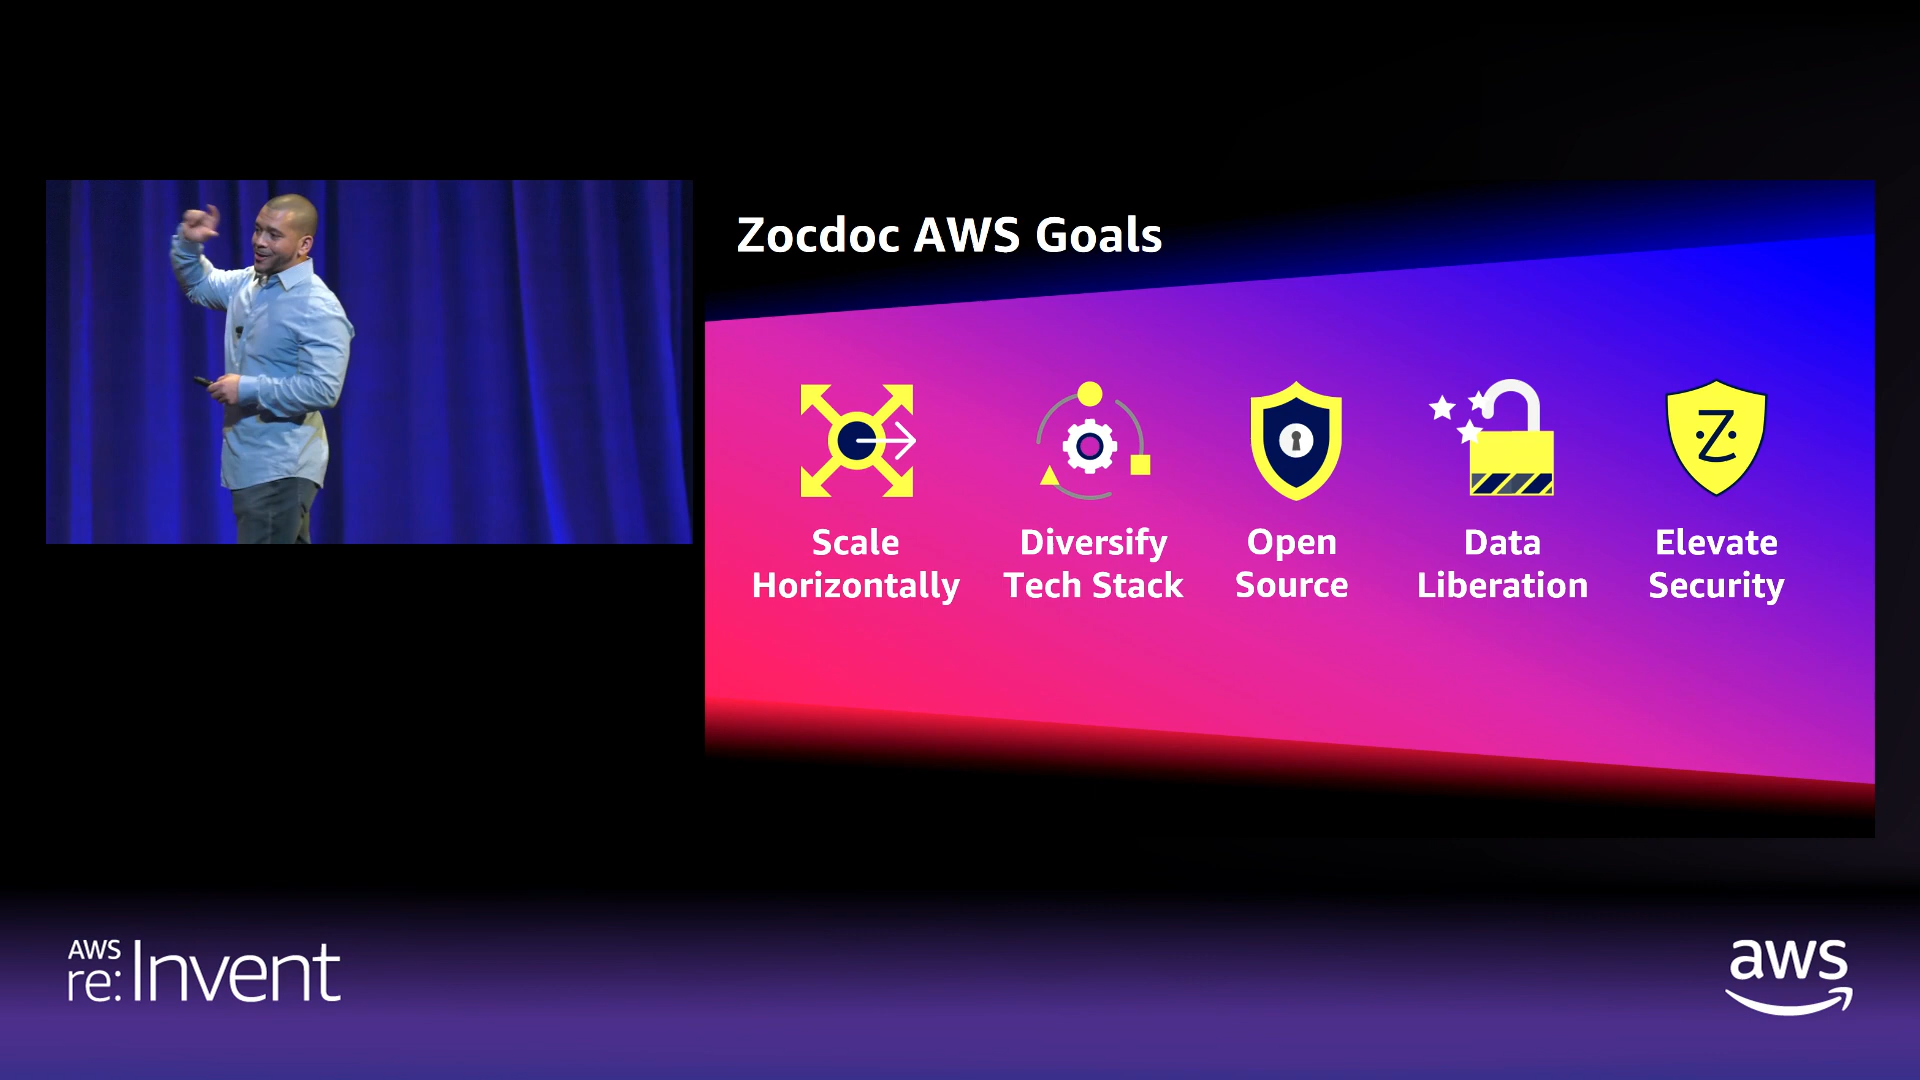 Zocdoc AWS Goals
Scale
Horizontally
Diversify
Tech Stack
Open
Source
Data
Liberation
Z
Elevate
Security
AWS
re:Invent
aws